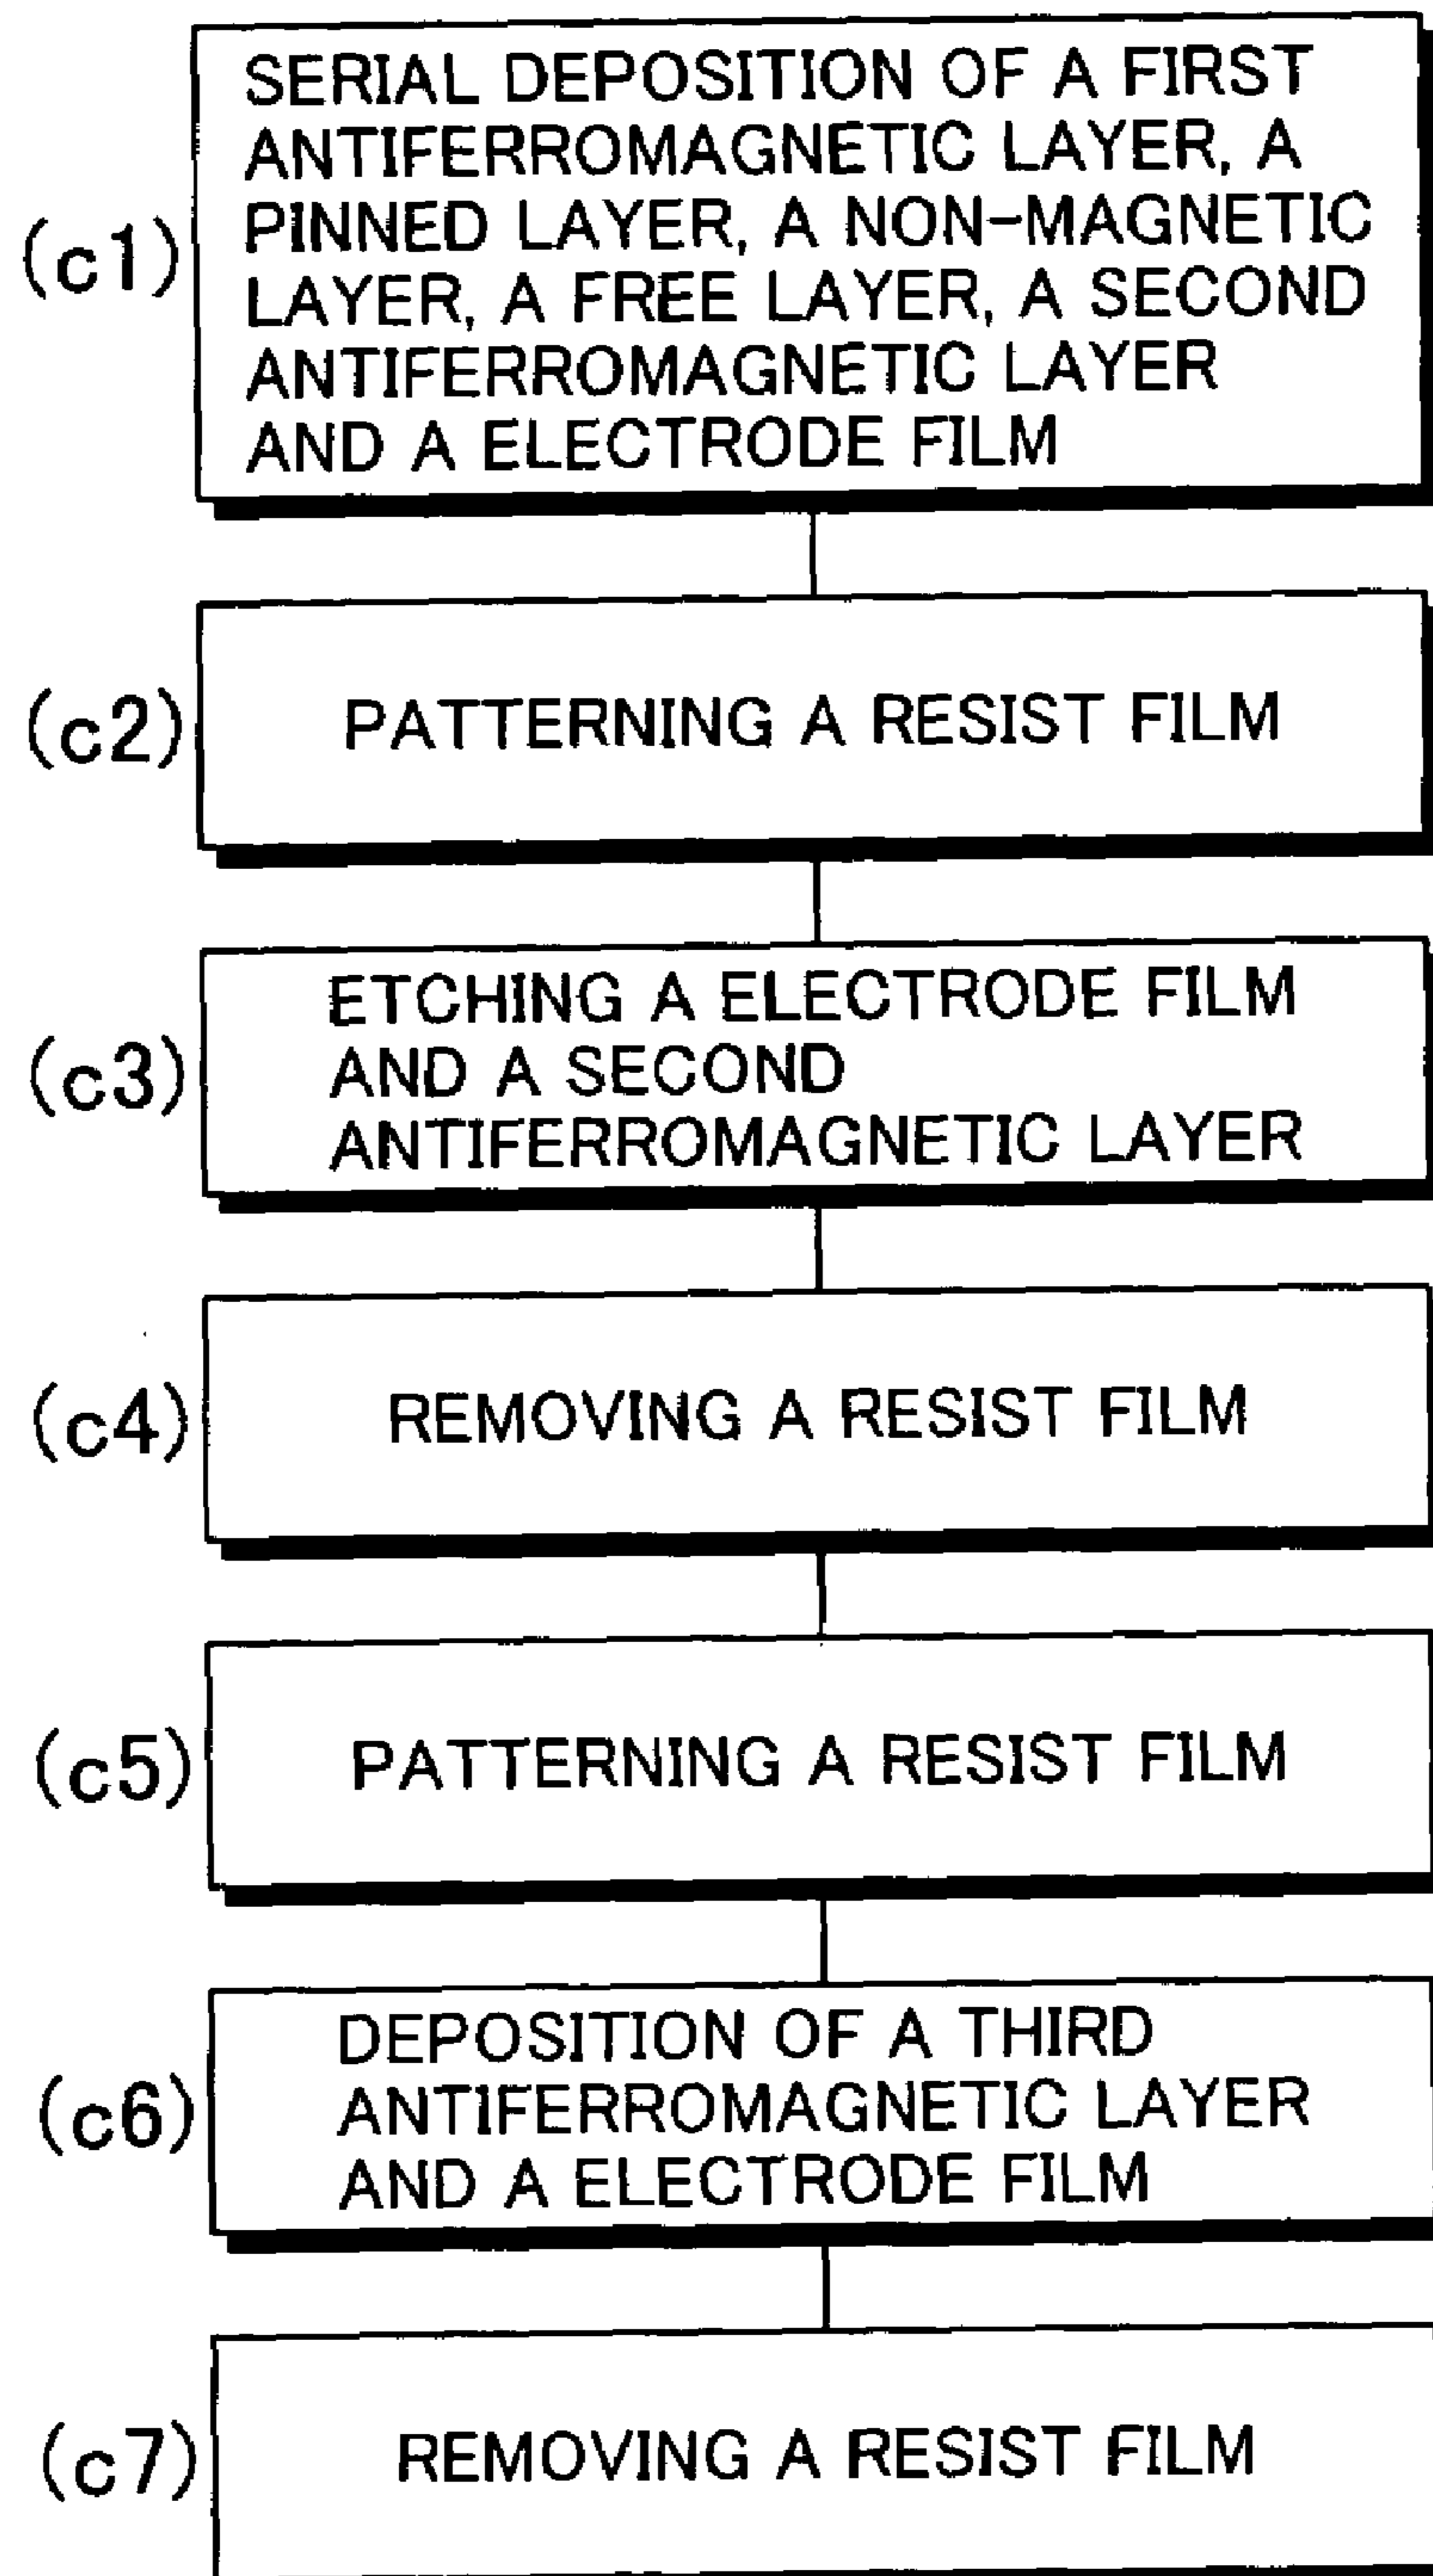 (c1)
SERIAL DEPOSITION OF A FIRST
ANTIFERROMAGNETIC LAYER, A
PINNED LAYER, A NON-MAGNETIC
LAYER, A FREE LAYER, A SECOND
ANTIFERROMAGNETIC LAYER
AND A ELECTRODE FILM
(c2)
PATTERNING A RESIST FILM
(c3)
ETCHING A ELECTRODE FILM
AND A SECOND
ANTIFERROMAGNETIC LAYER
(c4)
REMOVING A RESIST FILM
(c5)
PATTERNING A RESIST FILM
(c6)
DEPOSITION OF A THIRD
ANTIFERROMAGNETIC LAYER
AND A ELECTRODE FILM
(c7)
REMOVING A RESIST FILM